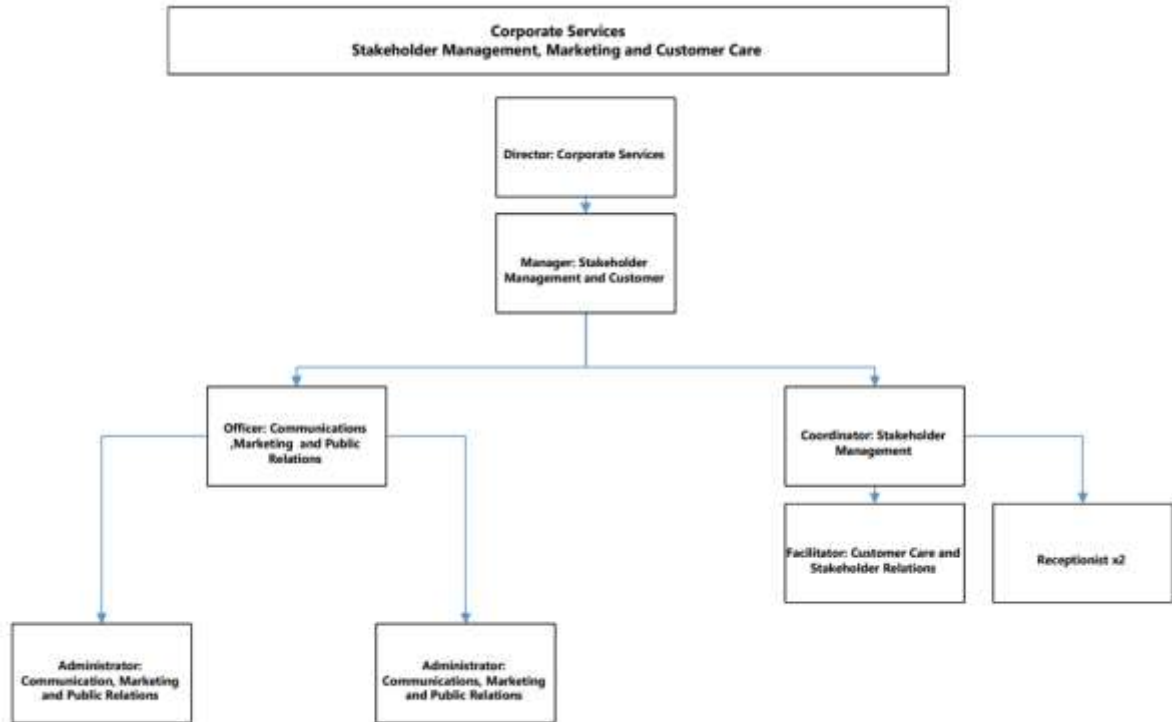 Corporate Services
Stakeholder Management, Marketing and Customer Care
Director: Corporate Services
Manager: Stakeholder
Management and Customer
Officer: Communications
,Marketing and Public
Relations
Coordinator: Stakeholder
Management
Facilitator: Customer Care and
Stakeholder Relations
Receptionist x2
Administrator:
Communication, Marketing
and Public Relations
Administrator:
Communications, Marketing
and Public Relations